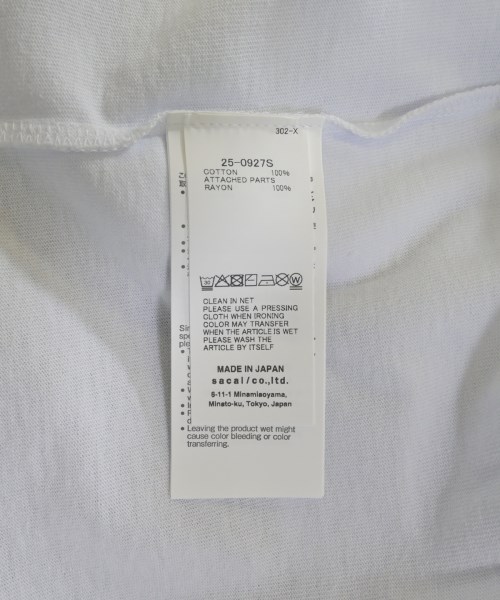 302-X
25-0927S
COTTON 100%
ATTACHED PARTS
RAYON 100%
30
W
CLEAN IN NET
PLEASE USE A PRESSING
CLOTH WHEN IRONING
COLOR MAY TRANSFER
WHEN THE ARTICLE IS WET
PLEASE WASH THE
ARTICLE BY ITSELF
MADE IN JAPAN
sacai/co.,ltd.
6-11-1 Minamiaoyama,
Minato-ku, Tokyo, Japan
• Leaving the product wet might
cause color bleeding or color
transferring.